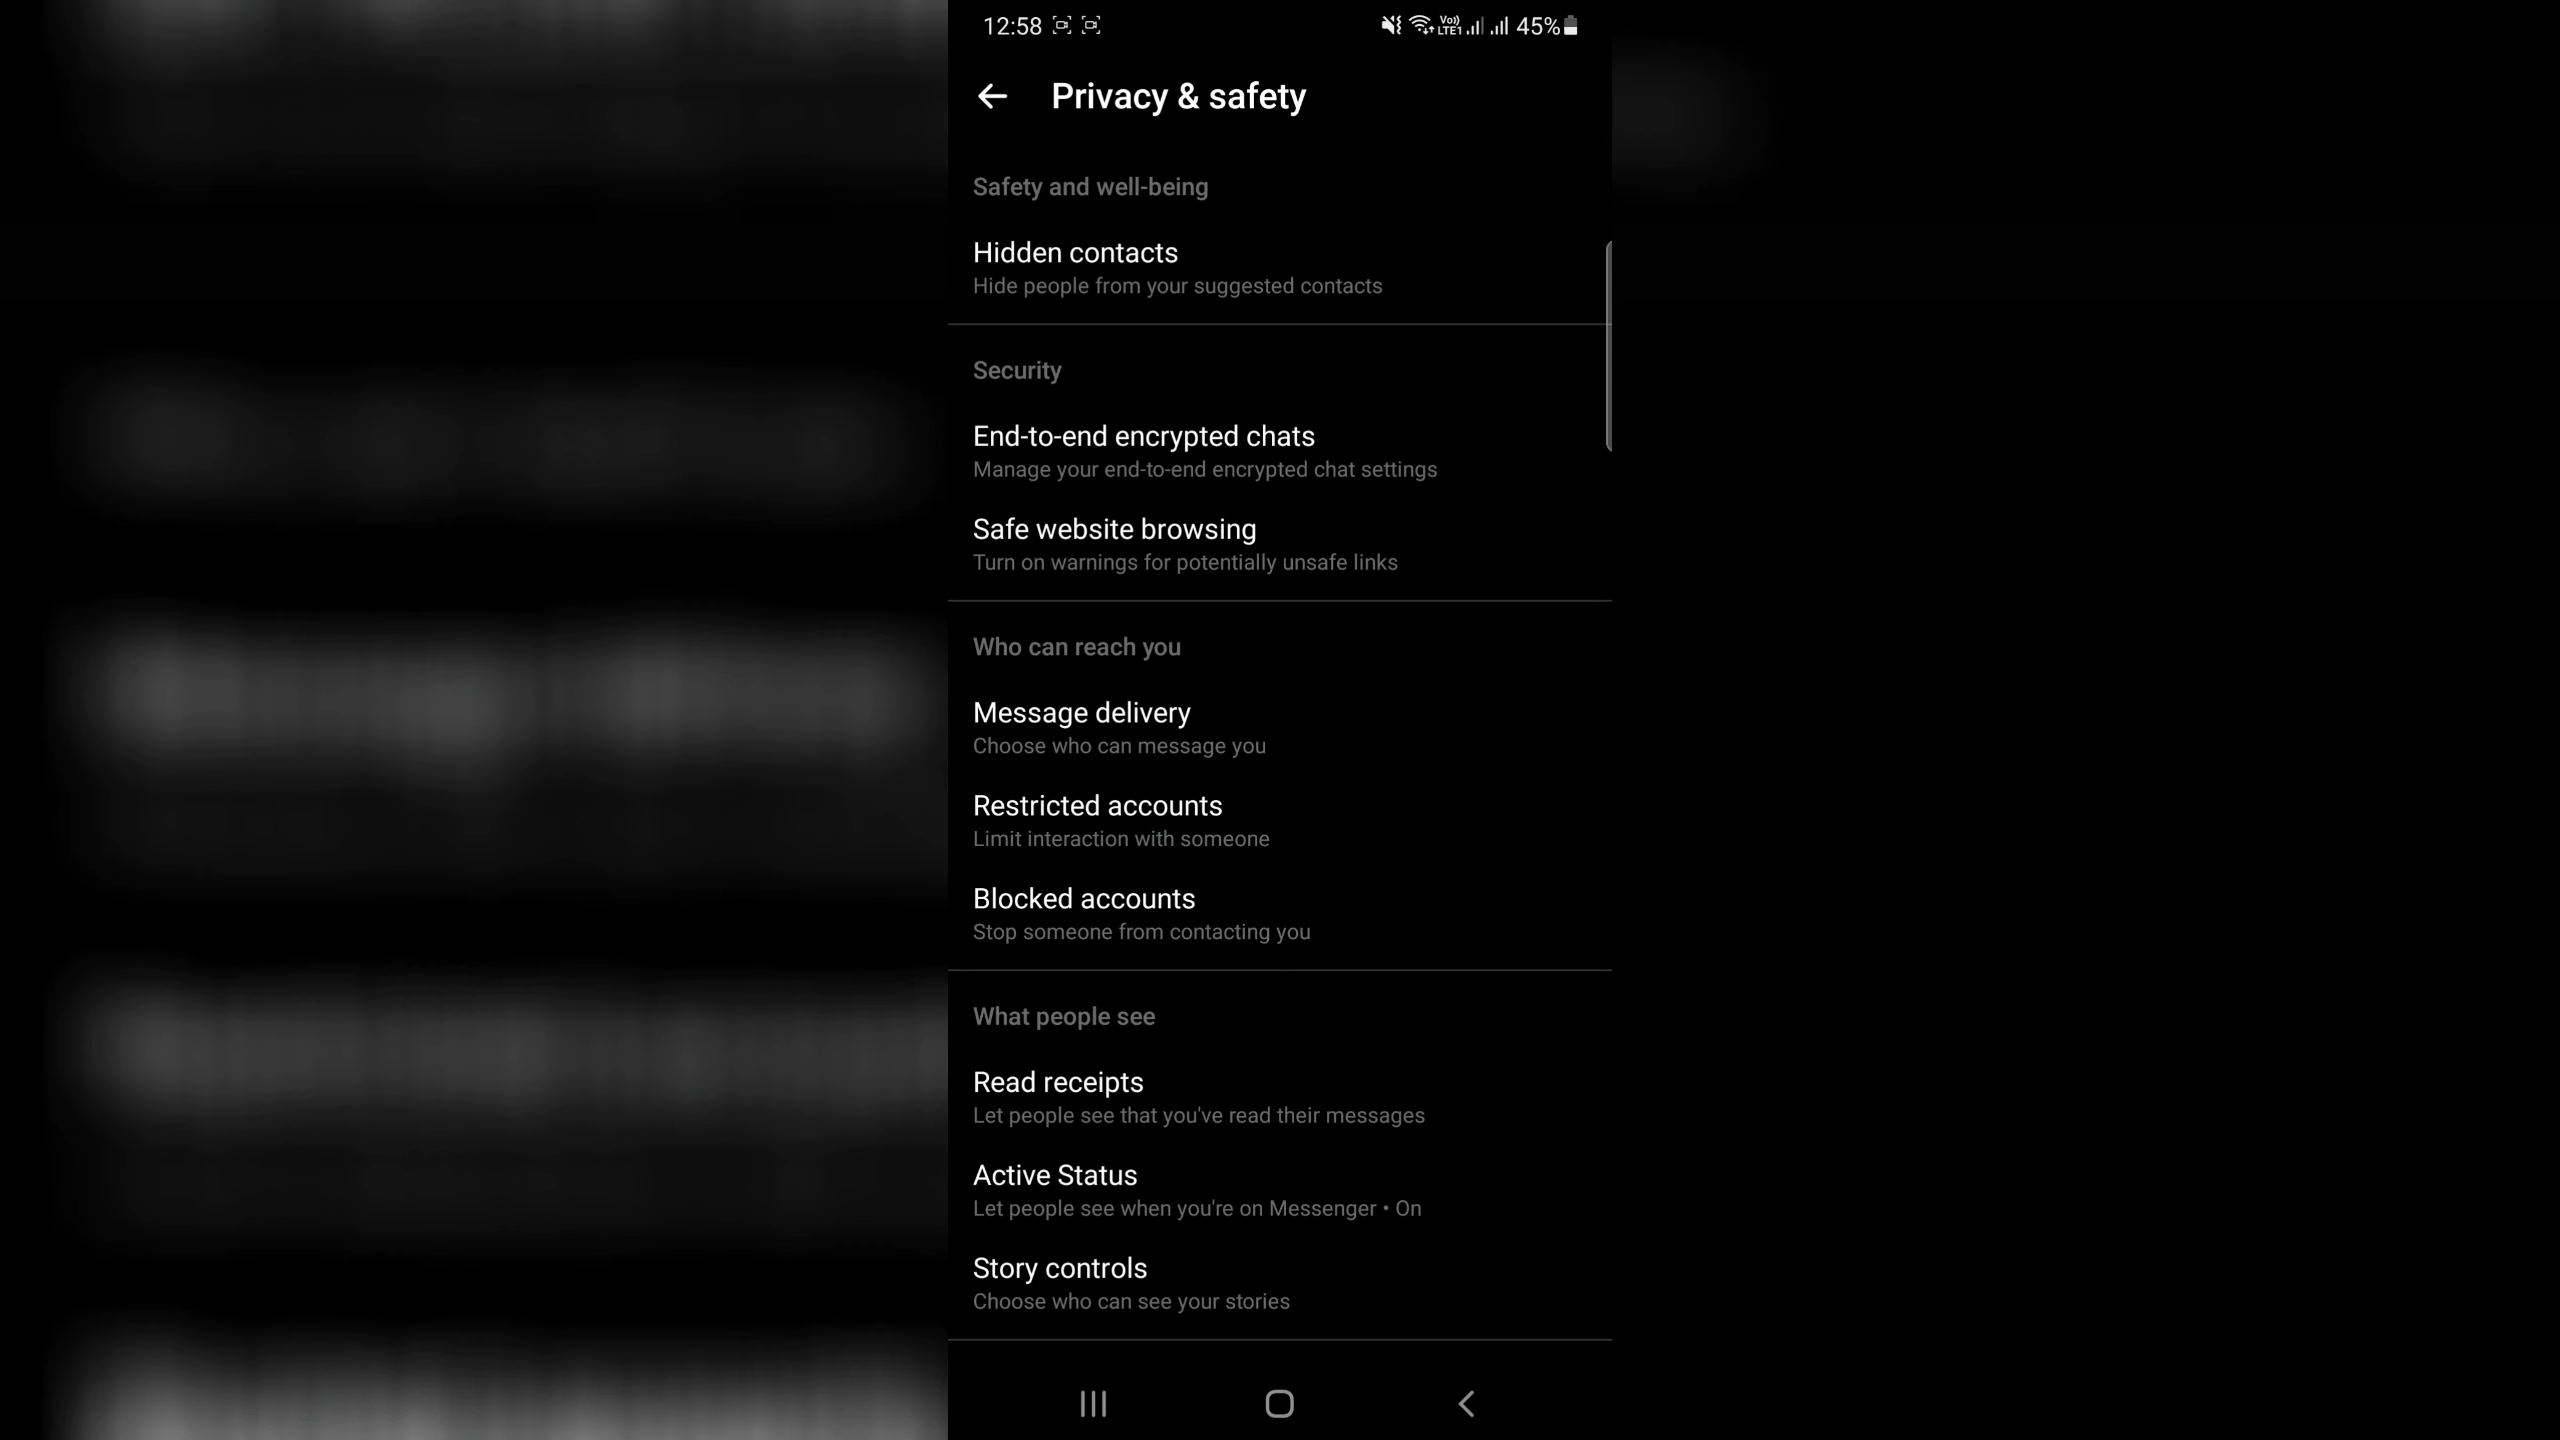 12:58 Vo)) LTE1 45%
Privacy & safety
Safety and well-being
Hidden contacts
Hide people from your suggested contacts
Security
End-to-end encrypted chats
Manage your end-to-end encrypted chat settings
Safe website browsing
Turn on warnings for potentially unsafe links
Who can reach you
Message delivery
Choose who can message you
Restricted accounts
Limit interaction with someone
Blocked accounts
Stop someone from contacting you
What people see
Read receipts
Let people see that you've read their messages
Active Status
Let people see when you're on Messenger • On
Story controls
Choose who can see your stories